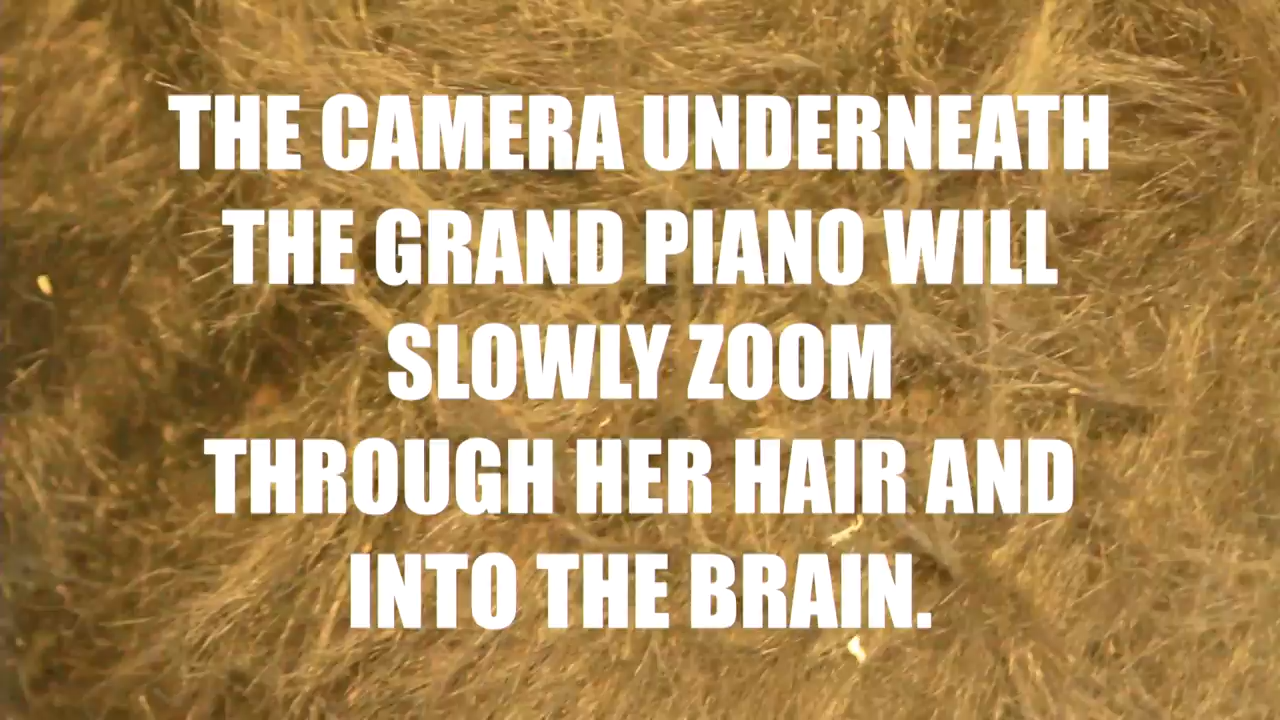 THE CAMERA UNDERNEATH
THE GRAND PIANO WILL
SLOWLY ZOOM
THROUGH HER HAIR AND
INTO THE BRAIN.